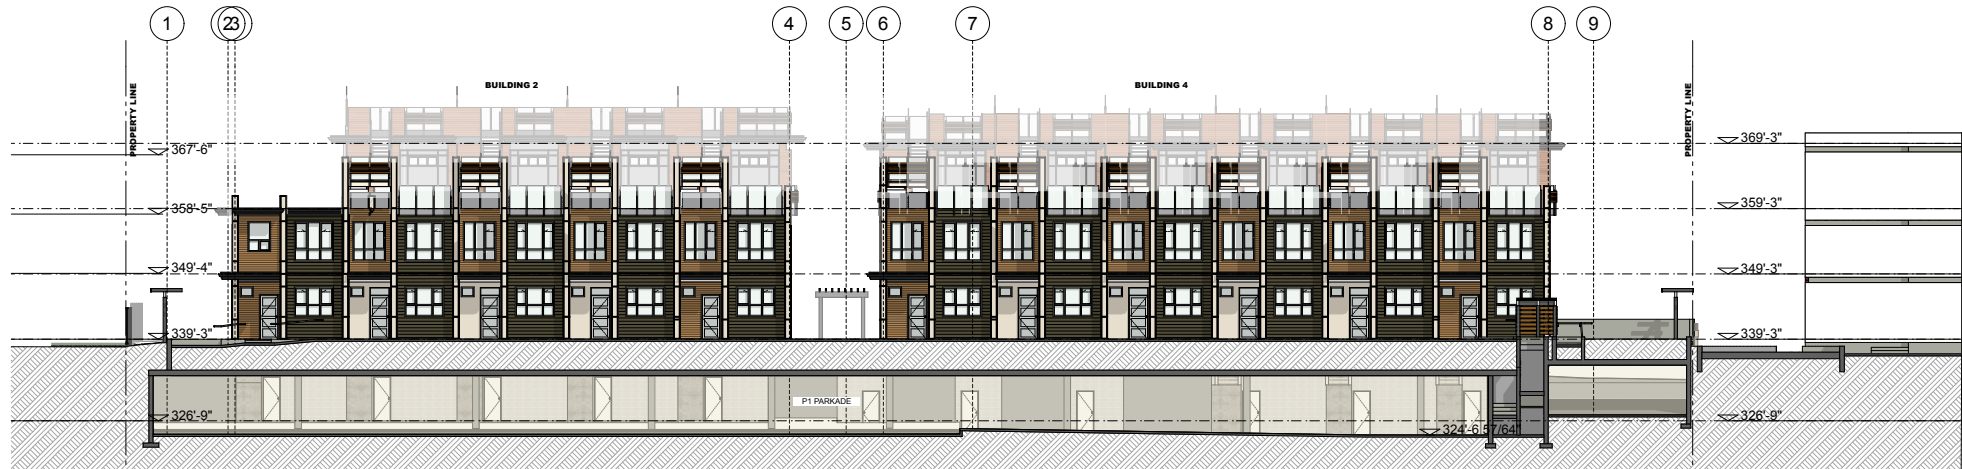 1 2 3 4 5 6 7 8 9
BUILDING 2
BUILDING 4
PROPERTY LINE
PROPERTY LINE
367'-6"
369'-3"
358'-5"
359'-3"
349'-4"
349'-3"
339'-3"
339'-3"
P1 PARKADE
326'-9"
326'-9"
324'-6 57/64"